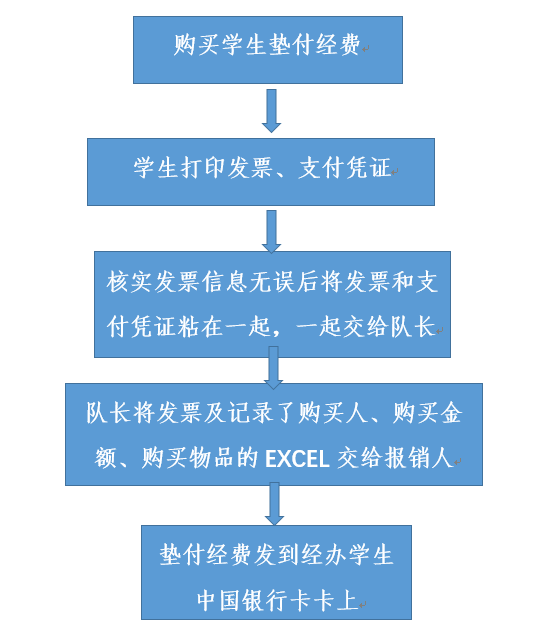 购买学生垫付经费
学生打印发票、支付凭证
核实发票信息无误后将发票和支
付凭证粘在一起，一起交给队长
队长将发票及记录了购买人、购买金
额、购买物品的 EXCEL 交给报销人
垫付经费发到经办学生
中国银行卡卡上